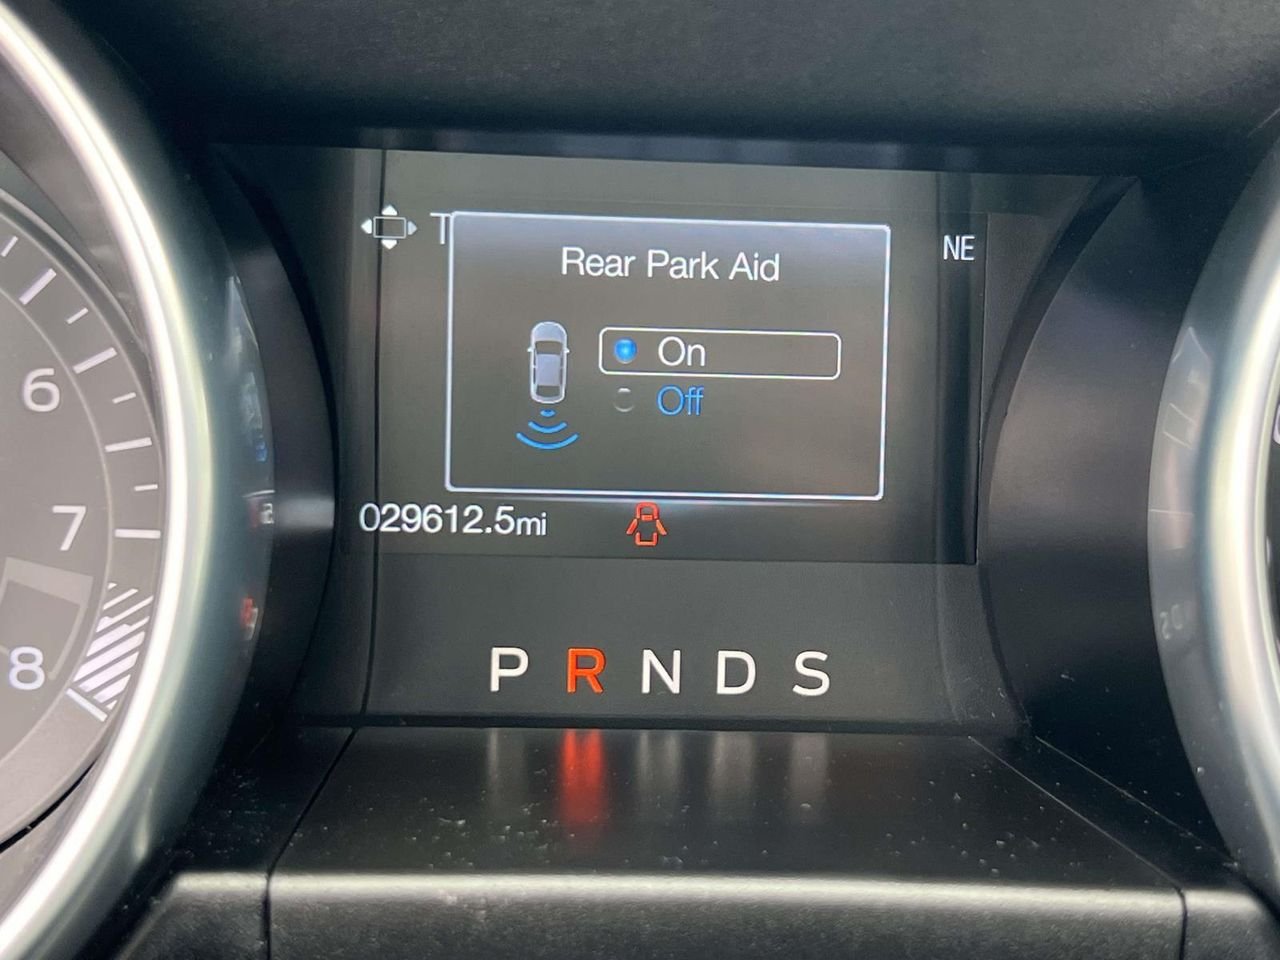 T
NE
Rear Park Aid
On
Off
029612.5mi
P R N D S
6
7
8